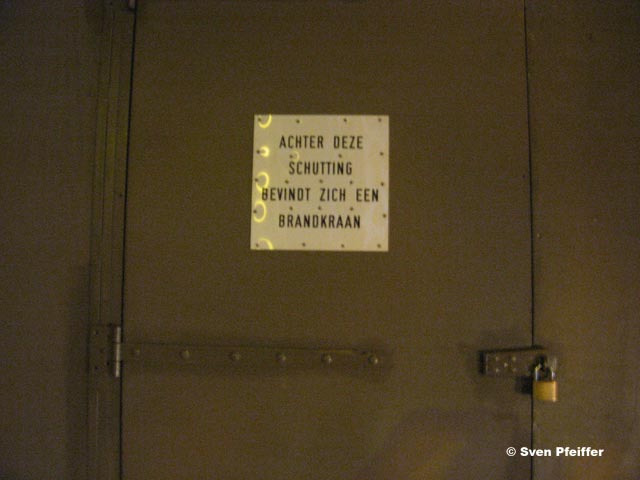 ACHTER DEZE
SCHUTTING
BEVINDT ZICH EEN
BRANDKRAAN
© Sven Pfeiffer